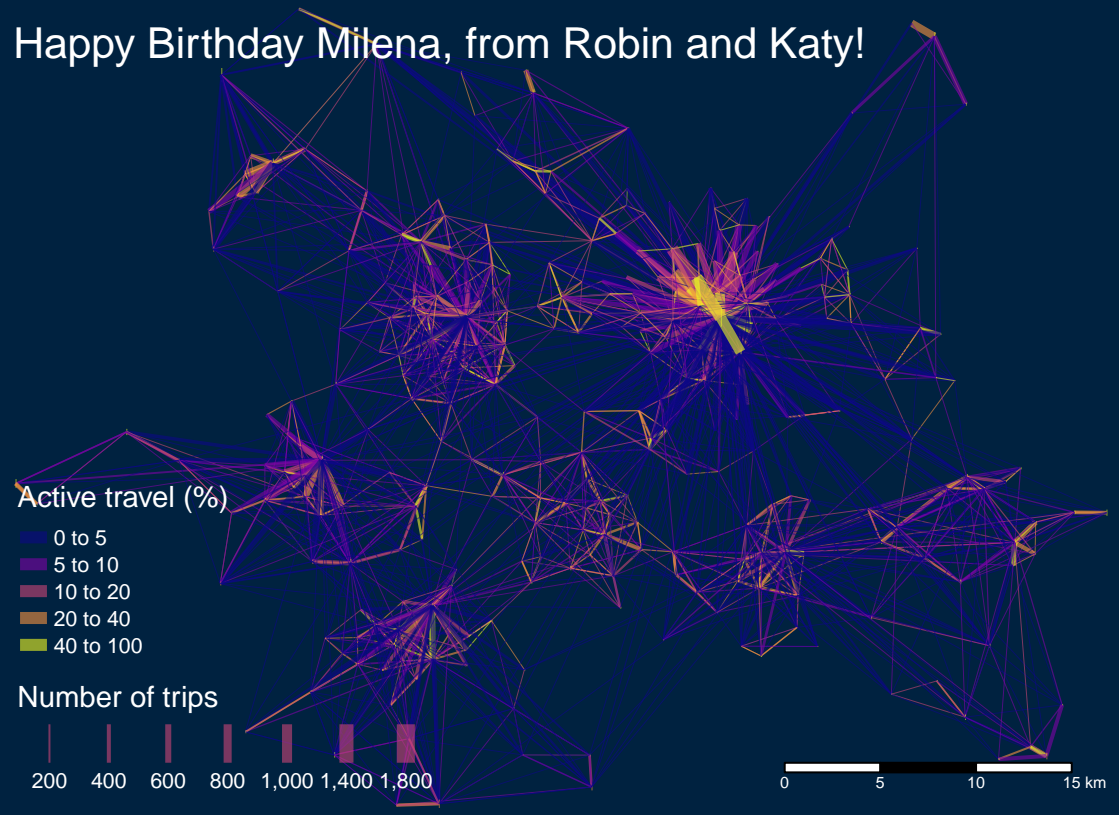 Happy Birthday Milena, from Robin and Katy!
Active travel (%)
0 to 5
5 to 10
10 to 20
20 to 40
40 to 100
Number of trips
200 400 600 800 1,000 1,400 1,800
0 5 10 15 km